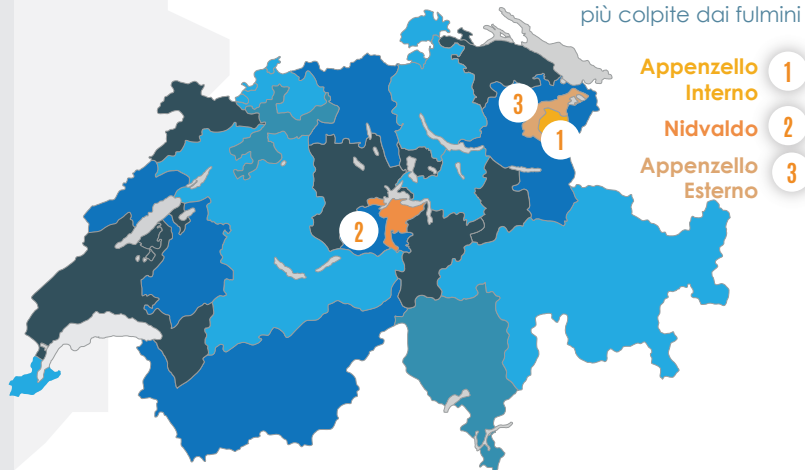 più colpite dai fulmini
Appenzello 1
Interno
Nidvaldo 2
Appenzello 3
Esterno
3
1
2